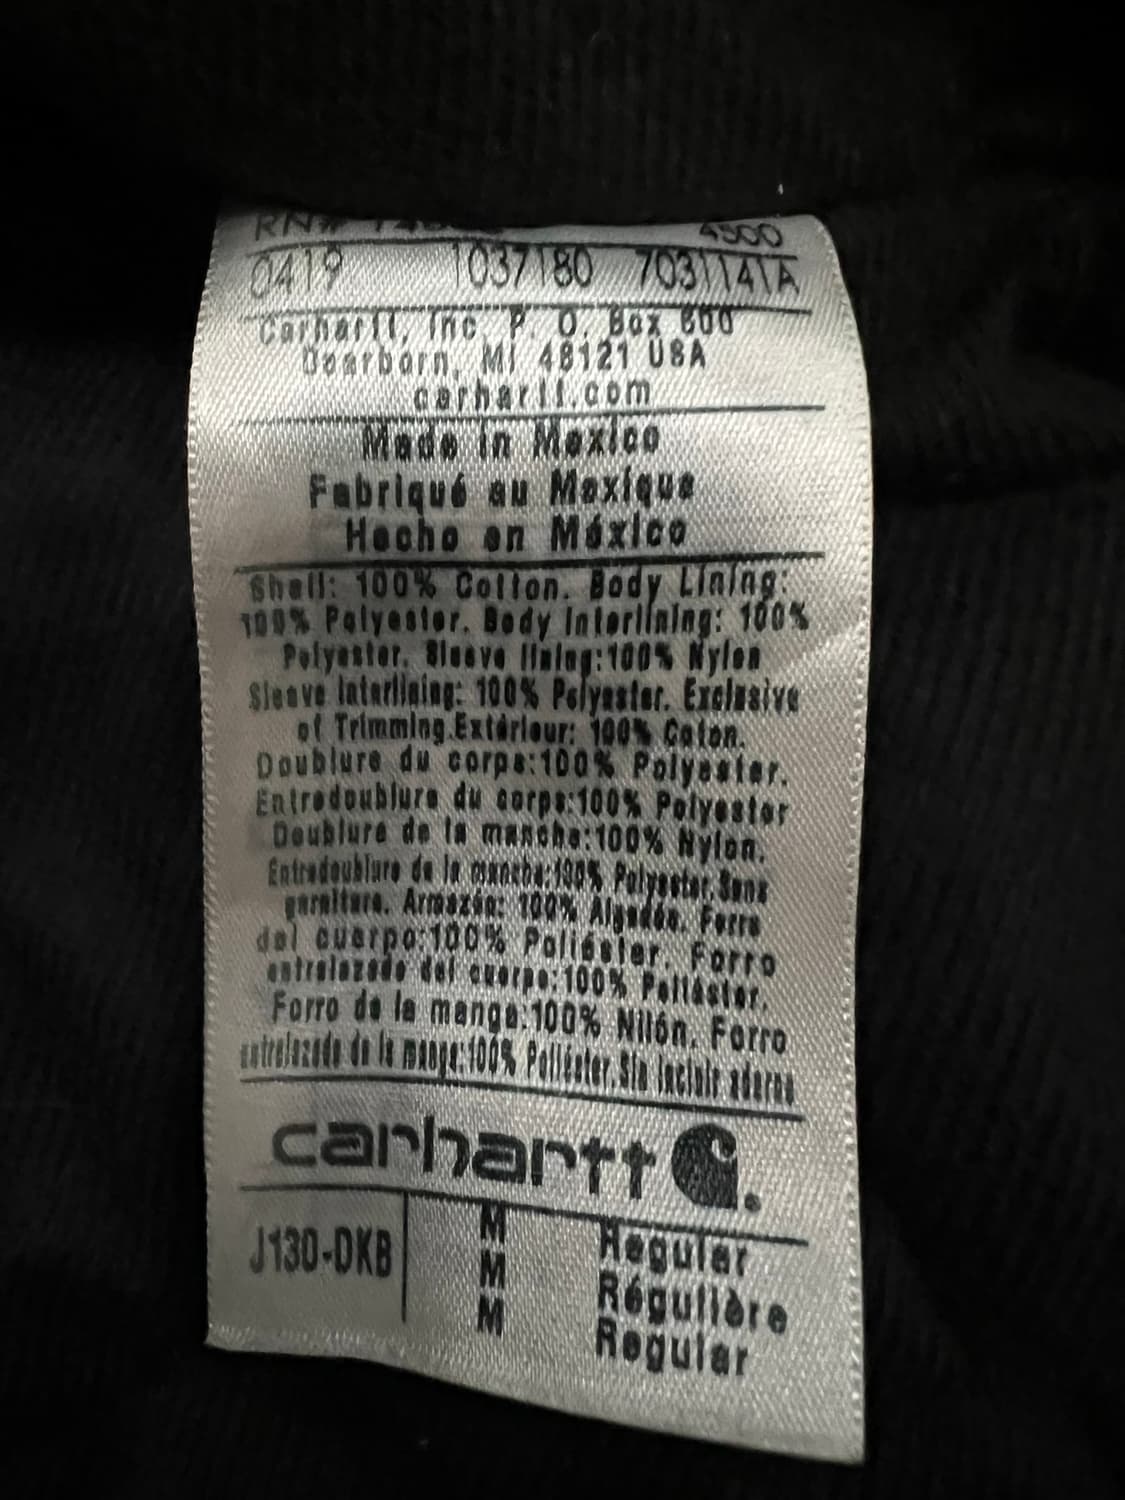 RN#
4500
0419 1037180 7031141A
Carhartt, Inc. P. O. Box 600
Dearborn, MI 48121 USA
carhartt.com
Made in Mexico
Fabriqué au Mexique
Hecho en México
Shell: 100% Cotton. Body Lining:
100% Polyester. Body Interlining: 100%
Polyester. Sleeve lining:100% Nylon
Sleeve Interlining: 100% Polyester. Exclusive
of Trimming.Extérieur: 100% Coton.
Doublure du corps:100% Polyester.
Entredoublure du corps:100% Polyester
Doublure de la manche:100% Nylon.
Entredoublure de la manche:100% Polyester.Sans
garniture. Armazón: 100% Algodón. Forro
del cuerpo:100% Poliéster. Forro
entrelazado del cuerpo:100% Poliéster.
Forro de la manga:100% Nilón. Forro
entrelazado de la manga:100% Poliéster.Sin incluir adorno
carhartt
J130-DKB M Regular
M Régulière
M Regular